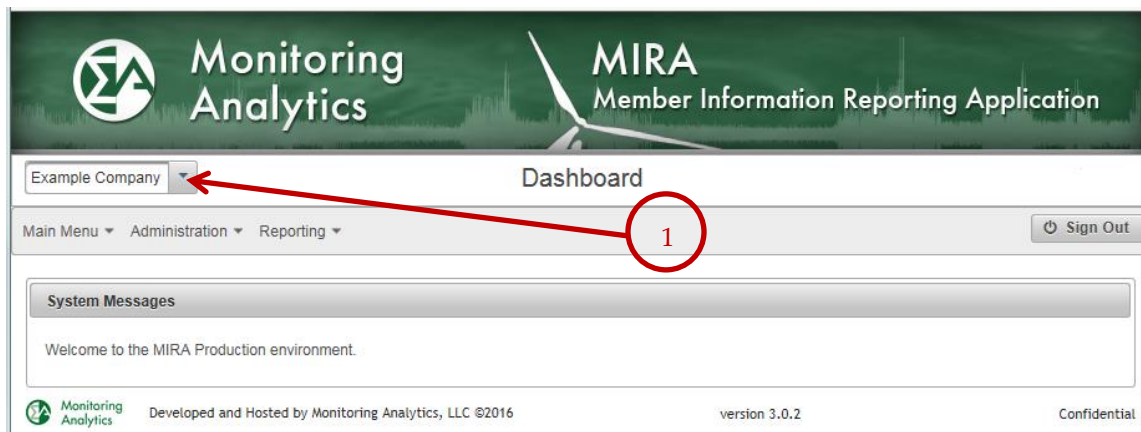 Monitoring
Analytics
MIRA
Member Information Reporting Application
Example Company
Dashboard
Main Menu
Administration
Reporting
1
Sign Out
System Messages
Welcome to the MIRA Production environment.
Monitoring
Analytics
Developed and Hosted by Monitoring Analytics, LLC ©2016
version 3.0.2
Confidential